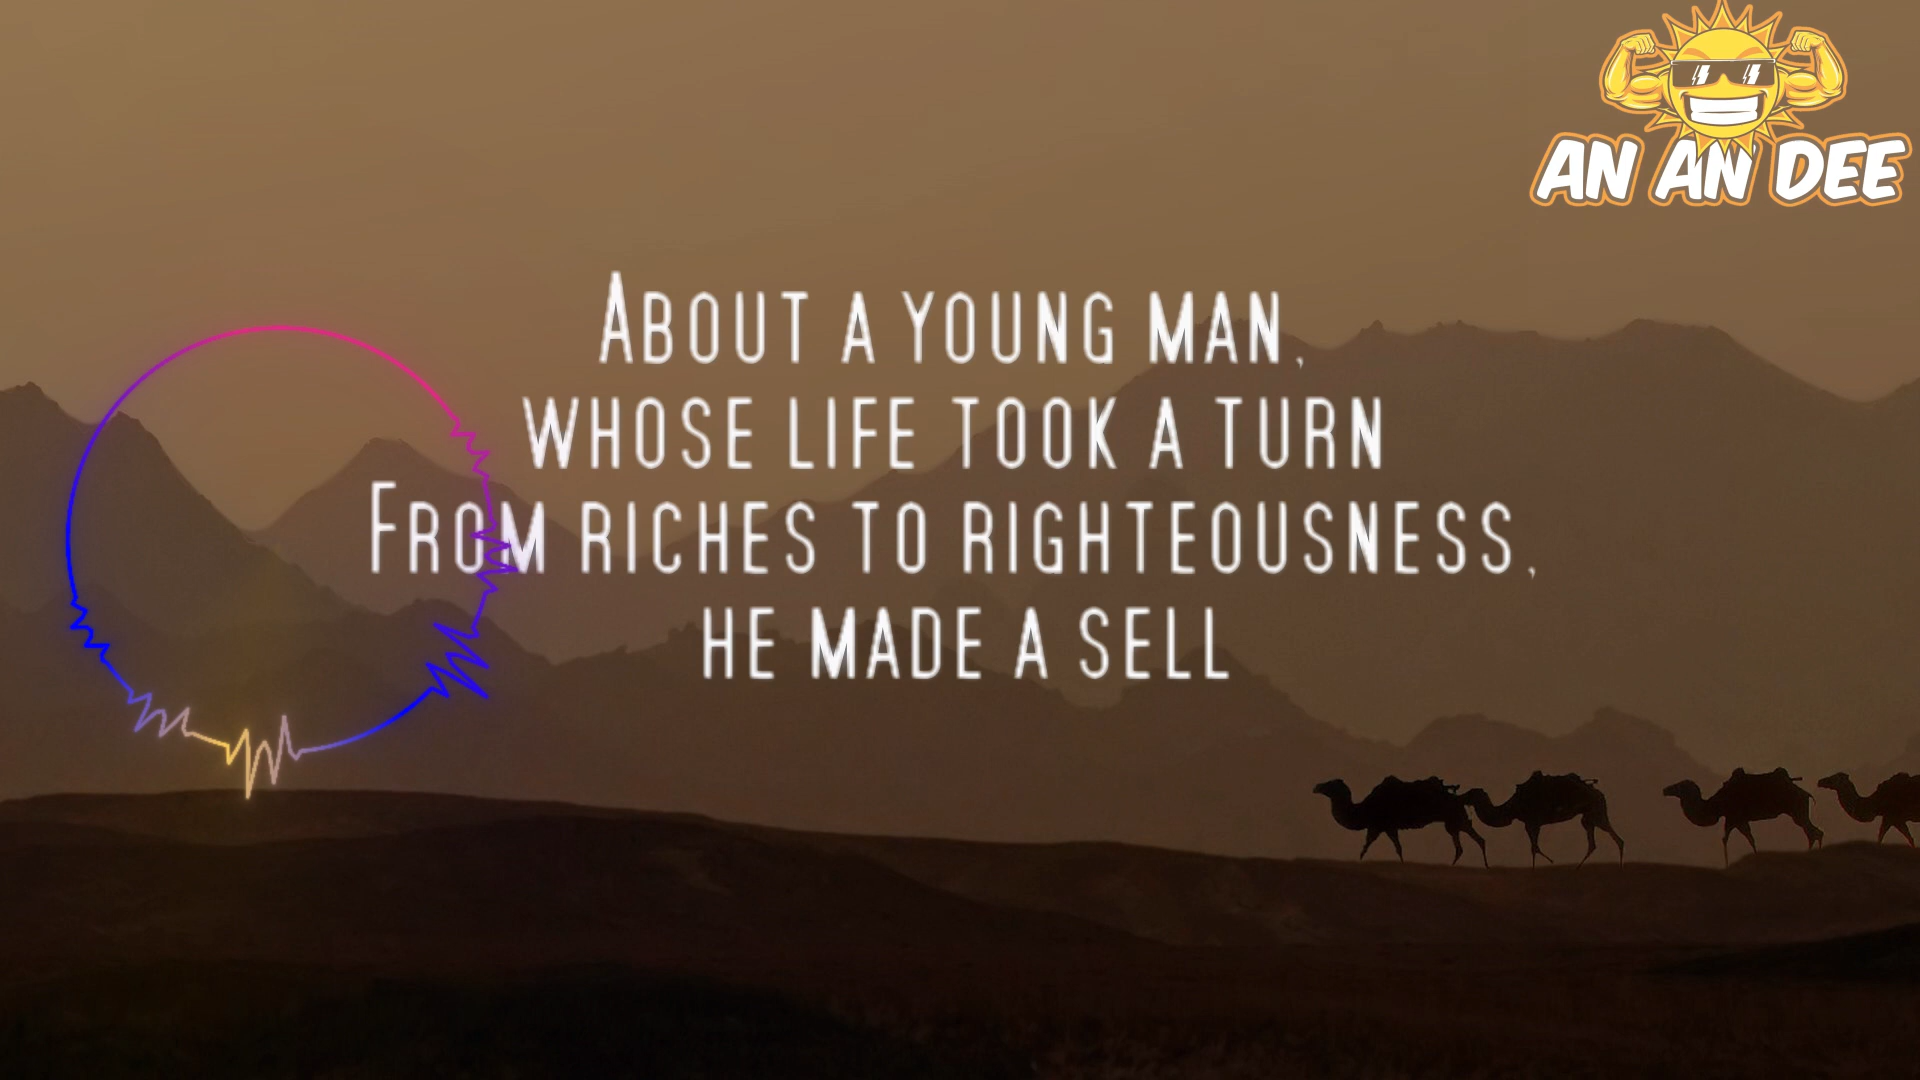 AN AN DEE
About a young man,
whose life took a turn
From riches to righteousness,
he made a sell